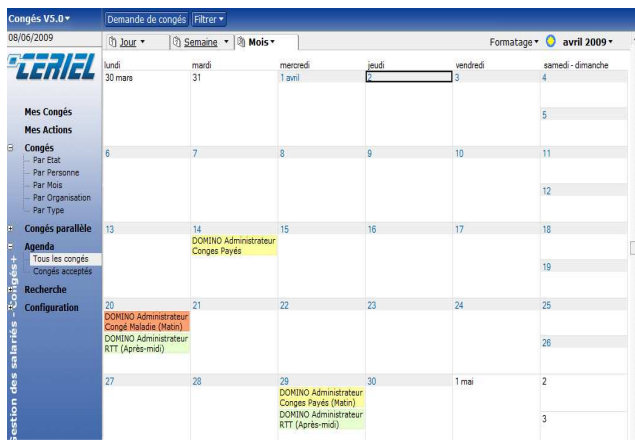 Congés V5.0
Demande de congés Filtrer
08/06/2009
Jour Semaine Mois Formatage avril 2009
CERIEL
lundi mardi mercredi jeudi vendredi samedi - dimanche
30 mars 31 1 avril 2 3 4
5
Mes Congés
Mes Actions
Congés
Par Etat
Par Personne
Par Mois
Par Organisation
Par Type
Congés parallèle
Agenda
Tous les congés
Congés acceptés
Recherche
Configuration
Gestion des salariés - Congés+
6 7 8 9 10 11
12
13 14 15 16 17 18
DOMINO Administrateur
Conges Payés
19
20 21 22 23 24 25
DOMINO Administrateur
Congé Maladie (Matin)
DOMINO Administrateur
RTT (Après-midi)
26
27 28 29 30 1 mai 2
DOMINO Administrateur
Conges Payés (Matin)
DOMINO Administrateur
RTT (Après-midi)
3